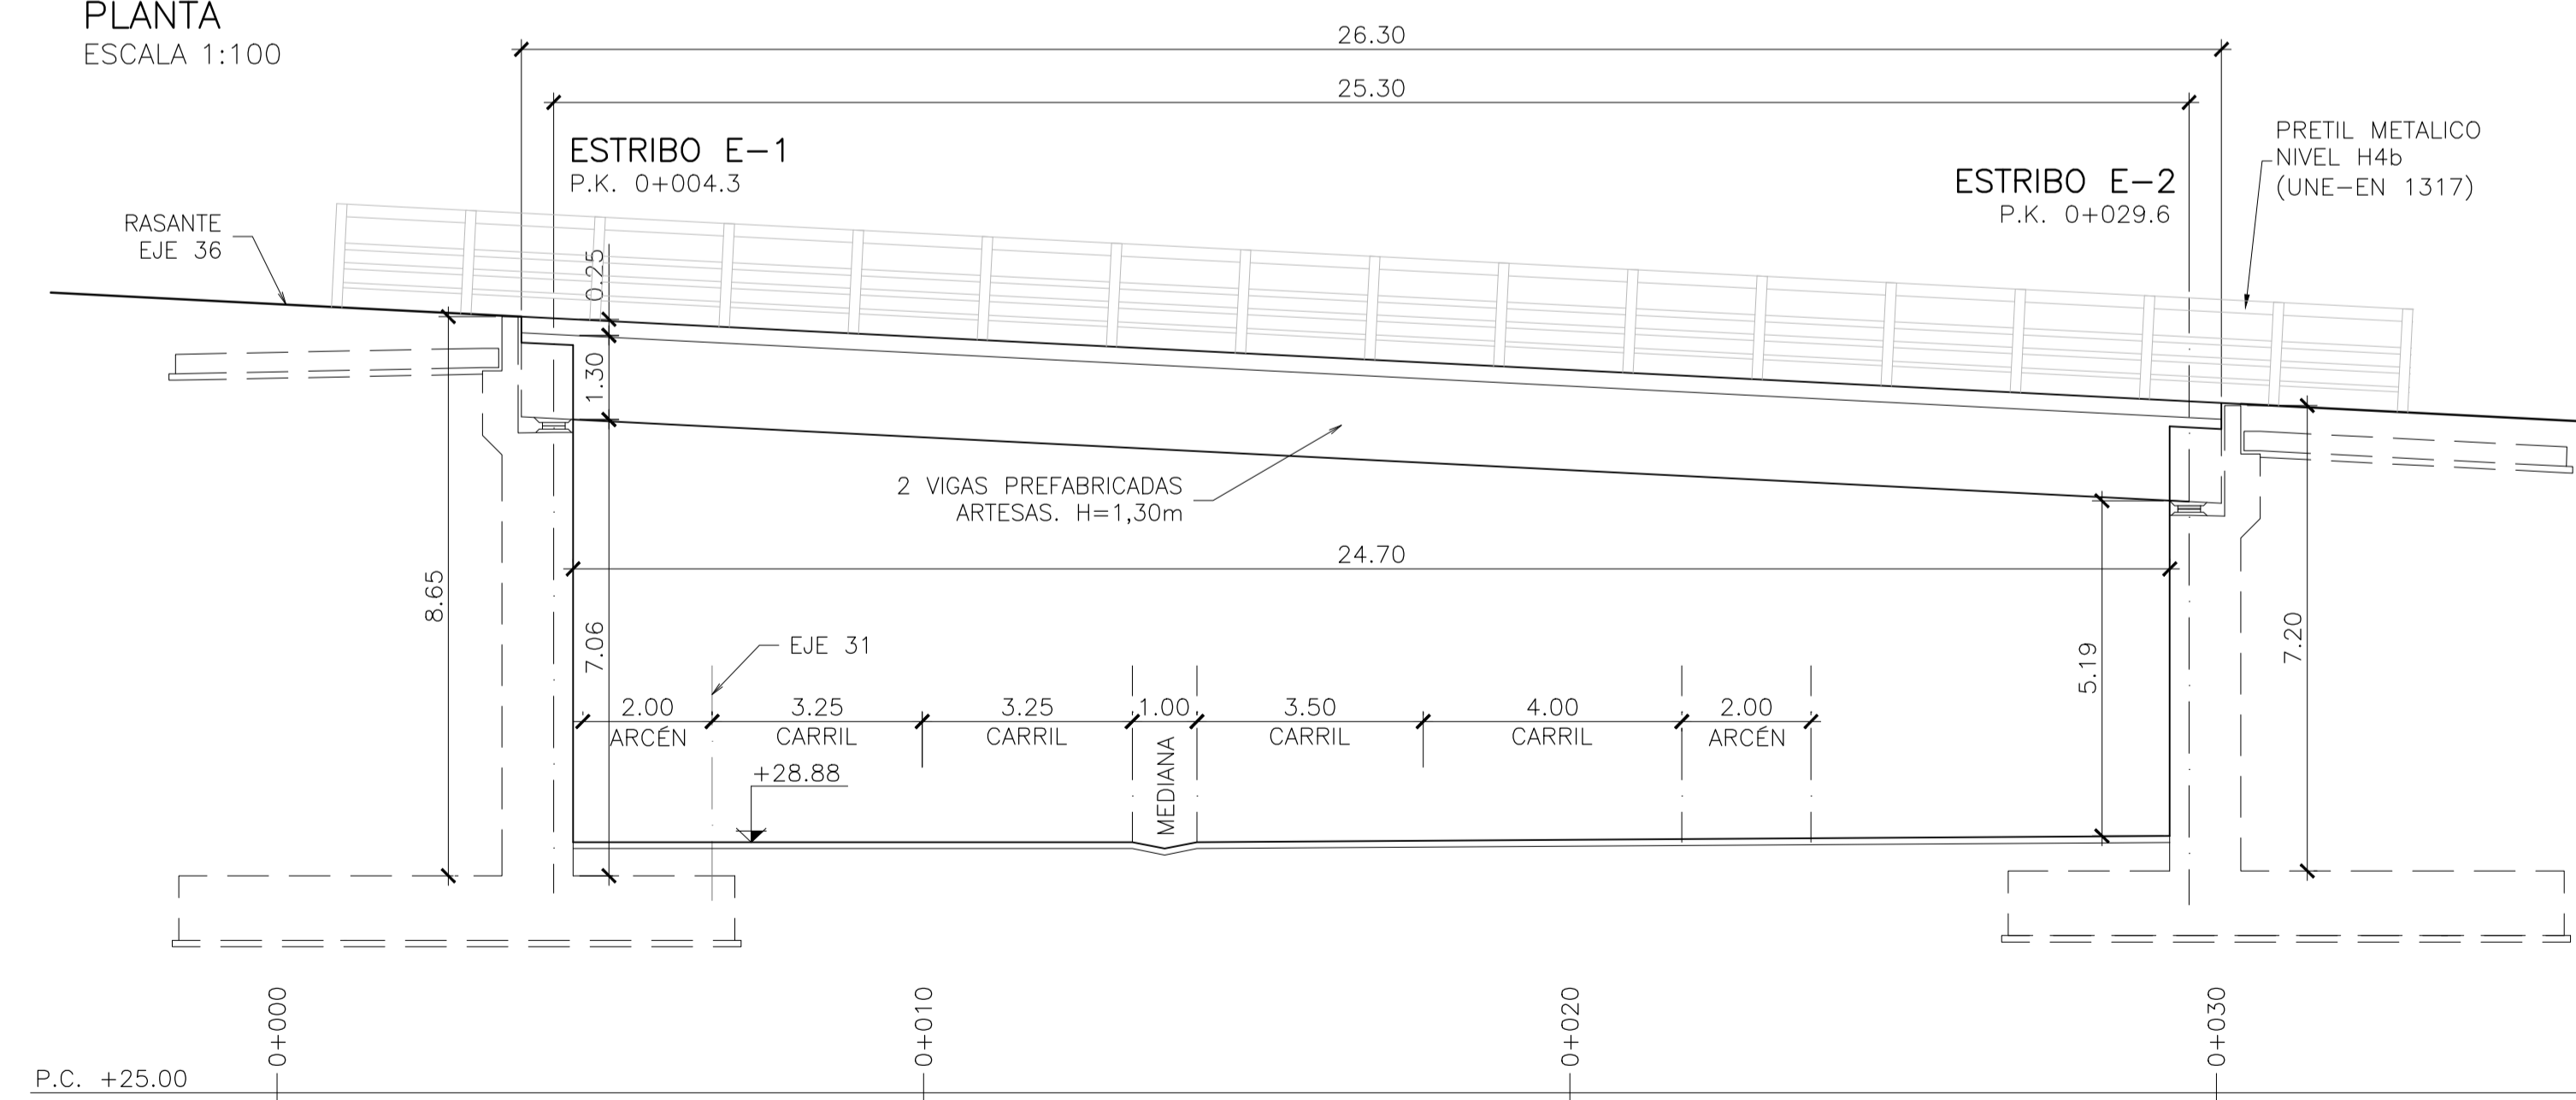 PLANTA
ESCALA 1:100
26.30
25.30
ESTRIBO E-1
P.K. 0+004.3
ESTRIBO E-2
P.K. 0+029.6
PRETIL METALICO
NIVEL H4b
(UNE-EN 1317)
RASANTE
EJE 36
0.25
1.30
2 VIGAS PREFABRICADAS
ARTESAS. H=1,30m
24.70
8.65
7.06
5.19
7.20
EJE 31
2.00
ARCÉN
3.25
CARRIL
3.25
CARRIL
1.00
MEDIANA
3.50
CARRIL
4.00
CARRIL
2.00
ARCÉN
+28.88
0+000
0+010
0+020
0+030
P.C. +25.00